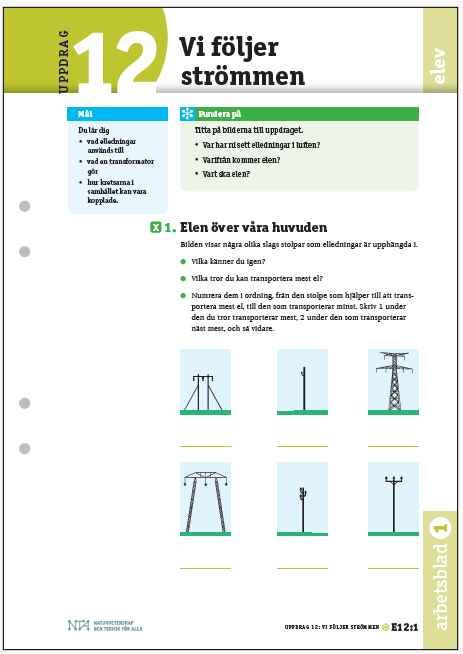 UPPDRAG
12
Vi följer
strömmen
elev
Mål
Du lär dig
• vad elledningar
används till
• vad en transformator
gör
• hur kretsarna i
samhället kan vara
kopplade.
Fundera på
Titta på bilderna till uppdraget.
• Var har ni sett elledningar i luften?
• Varifrån kommer elen?
• Vart ska elen?
X 1. Elen över våra huvuden
Bilden visar några olika slags stolpar som elledningar är upphängda i.
● Vilka känner du igen?
● Vilka tror du kan transportera mest el?
● Numrera dem i ordning, från den stolpe som hjälper till att trans-
portera mest el, till den som transporterar minst. Skriv 1 under
den du tror transporterar mest, 2 under den som transporterar
näst mest, och så vidare.
arbetsblad 1
NTA NATURVETENSKAP
OCH TEKNIK FÖR ALLA
UPPDRAG 12: VI FÖLJER STRÖMMEN E12:1